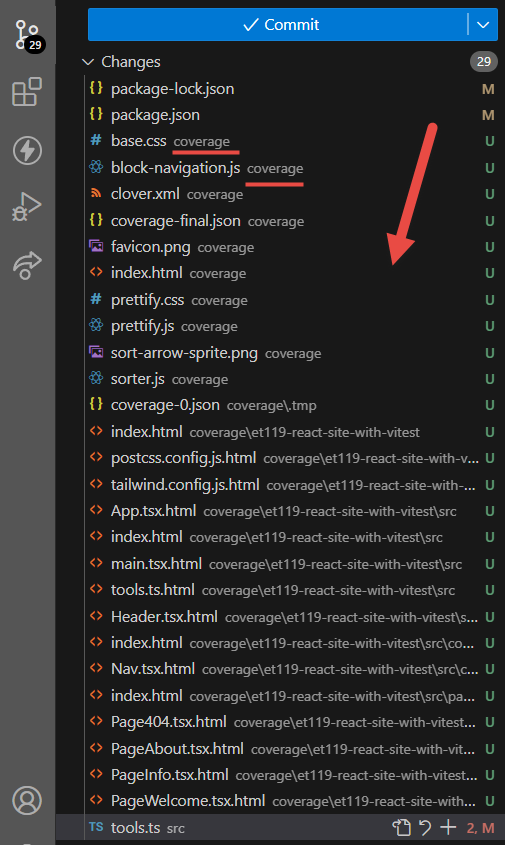 Commit
29
Changes 29
{} package-lock.json M
{} package.json M
# base.css coverage U
block-navigation.js coverage U
clover.xml coverage U
{} coverage-final.json coverage U
favicon.png coverage U
<> index.html coverage U
# prettify.css coverage U
prettify.js coverage U
sort-arrow-sprite.png coverage U
sorter.js coverage U
{} coverage-0.json coverage\.tmp U
<> index.html coverage\et119-react-site-with-vitest U
<> postcss.config.js.html coverage\et119-react-site-with-v... U
<> tailwind.config.js.html coverage\et119-react-site-with-v... U
<> App.tsx.html coverage\et119-react-site-with-vitest\src U
<> index.html coverage\et119-react-site-with-vitest\src U
<> main.tsx.html coverage\et119-react-site-with-vitest\src U
<> tools.ts.html coverage\et119-react-site-with-vitest\src U
<> Header.tsx.html coverage\et119-react-site-with-vitest\s... U
<> index.html coverage\et119-react-site-with-vitest\src\co... U
<> Nav.tsx.html coverage\et119-react-site-with-vitest\src\c... U
<> index.html coverage\et119-react-site-with-vitest\src\pa... U
<> Page404.tsx.html coverage\et119-react-site-with-vitest... U
<> PageAbout.tsx.html coverage\et119-react-site-with-vit... U
<> PageInfo.tsx.html coverage\et119-react-site-with-vitest... U
<> PageWelcome.tsx.html coverage\et119-react-site-with... U
TS tools.ts src 2, M